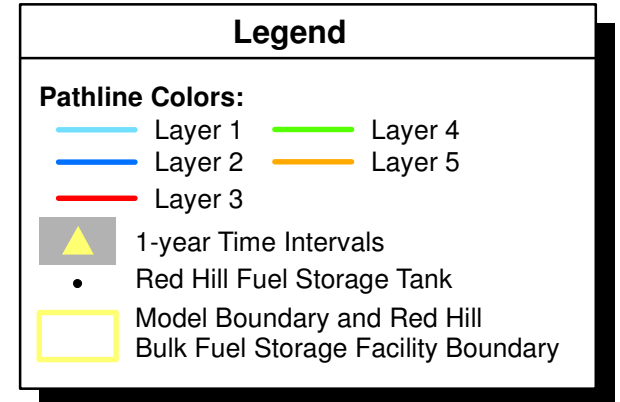 Legend
Pathline Colors:
Layer 1 Layer 4
Layer 2 Layer 5
Layer 3
1-year Time Intervals
Red Hill Fuel Storage Tank
Model Boundary and Red Hill
Bulk Fuel Storage Facility Boundary